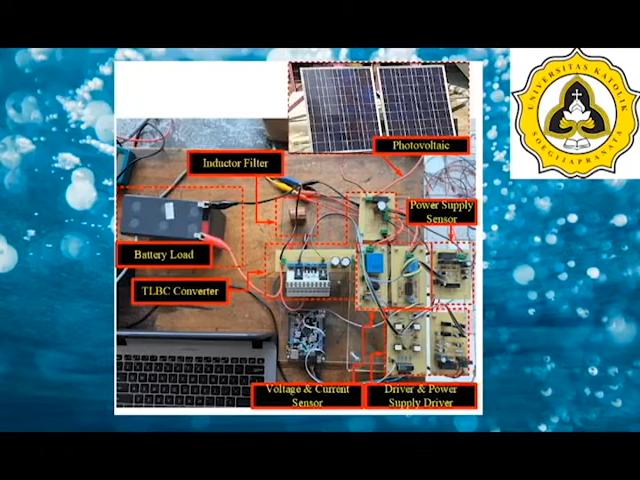 UNIVERSITAS KATOLIK
SOEGIJAPRANATA
Photovoltaic
Inductor Filter
Power Supply
Sensor
Battery Load
TLBC Converter
Voltage & Current
Sensor
Driver & Power
Supply Driver